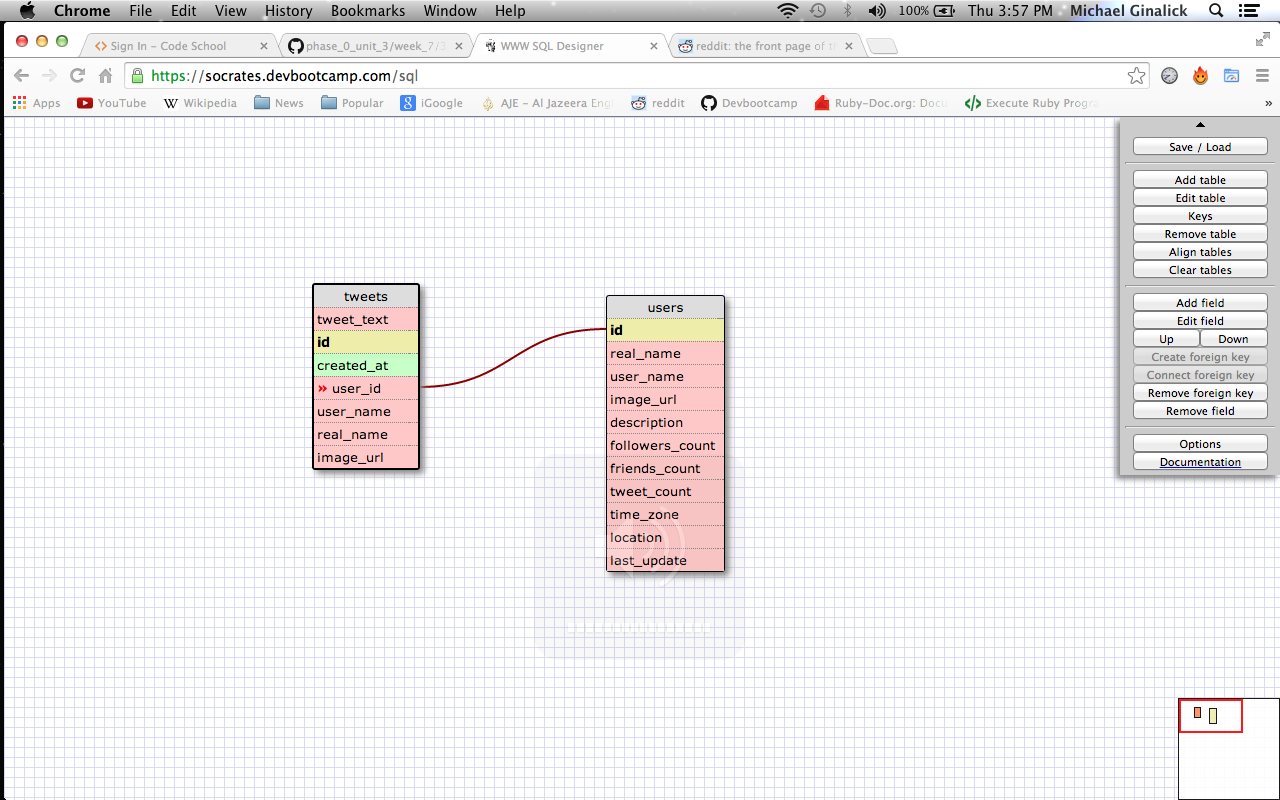 Chrome File Edit View History Bookmarks Window Help 100% Thu 3:57 PM Michael Ginalick
<> Sign In – Code School × phase_0_unit_3/week_7/3 × WWW SQL Designer × reddit: the front page of th ×
https://socrates.devbootcamp.com/sql
Apps YouTube W Wikipedia News Popular 8 iGoogle AJE – Al Jazeera Eng reddit Devbootcamp Ruby-Doc.org: Docu </> Execute Ruby Progra »
Save / Load
Add table
Edit table
Keys
Remove table
Align tables
Clear tables
Add field
Edit field
Up Down
Create foreign key
Connect foreign key
Remove foreign key
Remove field
Options
Documentation
tweets
tweet_text
id
created_at
» user_id
user_name
real_name
image_url
users
id
real_name
user_name
image_url
description
followers_count
friends_count
tweet_count
time_zone
location
last_update